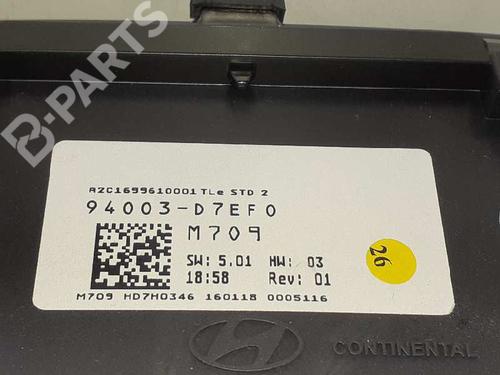 B-PARTS
A2C1699610001 TLe STD 2
94003-D7EF0
M709
SW: 5.01 HW: 03
18:58 Rev: 01
26
M709 HD7H0346 160118 0005116
CONTINENTAL